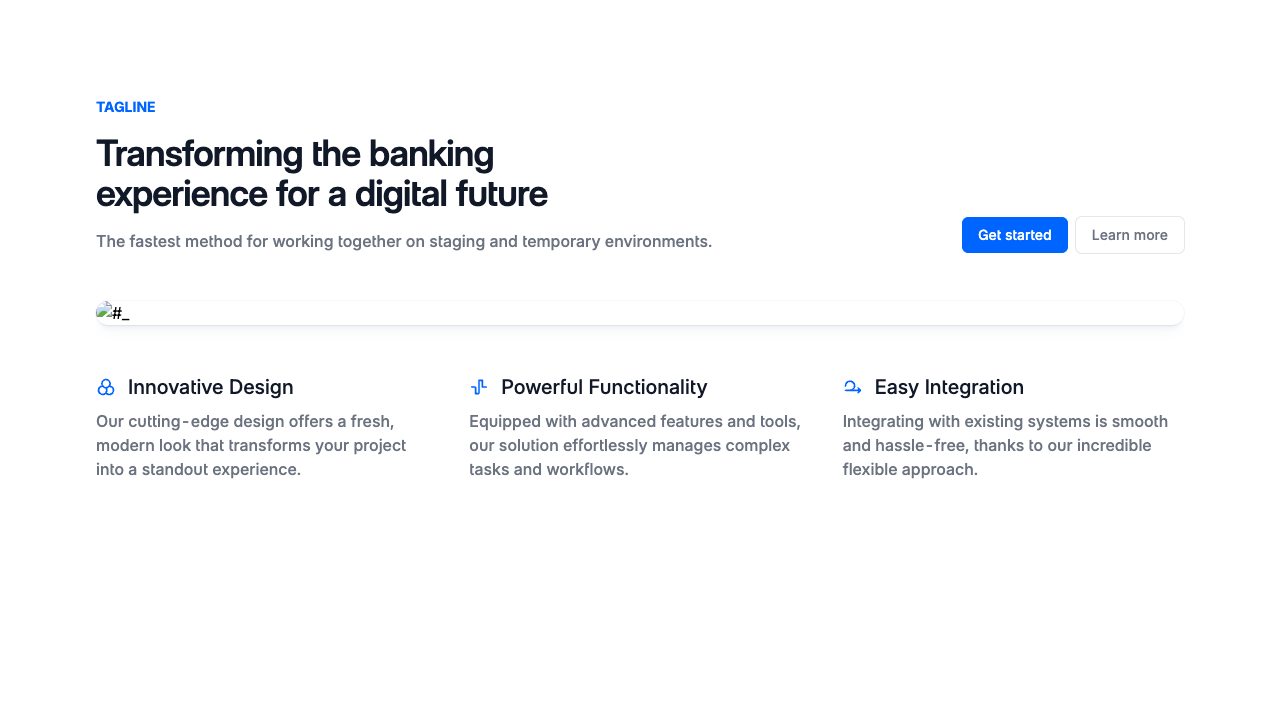 TAGLINE
Transforming the banking
experience for a digital future
The fastest method for working together on staging and temporary environments.
Get started
Learn more
#_
Innovative Design
Our cutting-edge design offers a fresh,
modern look that transforms your project
into a standout experience.
Powerful Functionality
Equipped with advanced features and tools,
our solution effortlessly manages complex
tasks and workflows.
Easy Integration
Integrating with existing systems is smooth
and hassle-free, thanks to our incredible
flexible approach.